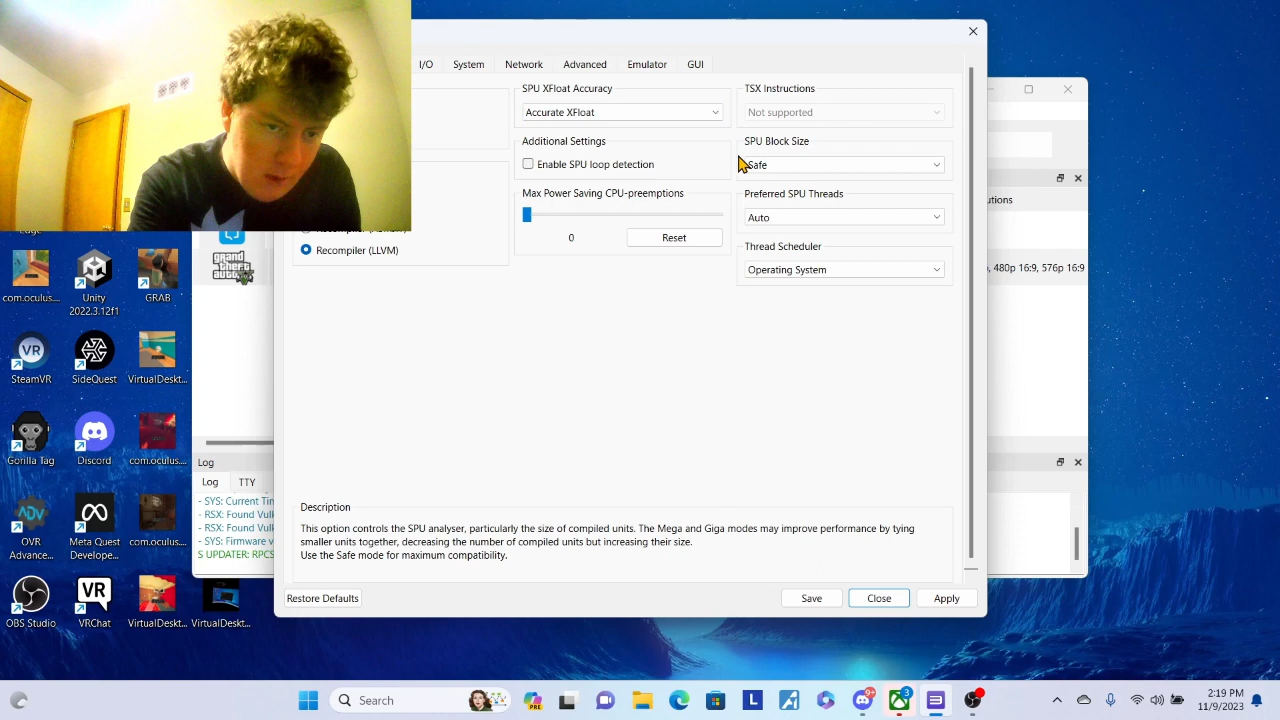 I/O
System
Network
Advanced
Emulator
GUI
SPU XFloat Accuracy
Accurate XFloat
TSX Instructions
Not supported
Additional Settings
Enable SPU loop detection
SPU Block Size
Safe
Max Power Saving CPU-preemptions
0
Reset
Preferred SPU Threads
Auto
Thread Scheduler
Operating System
Recompiler (LLVM)
utions
p, 480p 16:9, 576p 16:9
grand
theft
auto
com.oculus....
Unity
2022.3.12f1
GRAB
SteamVR
SideQuest
VirtualDeskt...
Gorilla Tag
Discord
com.oculus....
OVR
Advance...
Meta Quest
Develope...
com.oculus....
OBS Studio
VRChat
VirtualDeskt...
VirtualDeskt...
Log
Log
TTY
- SYS: Current Tin
- RSX: Found Vulk
- RSX: Found Vulk
- SYS: Firmware v
S UPDATER: RPCS
Description
This option controls the SPU analyser, particularly the size of compiled units. The Mega and Giga modes may improve performance by tying
smaller units together, decreasing the number of compiled units but increasing their size.
Use the Safe mode for maximum compatibility.
Restore Defaults
Save
Close
Apply
Search
2:19 PM
11/9/2023